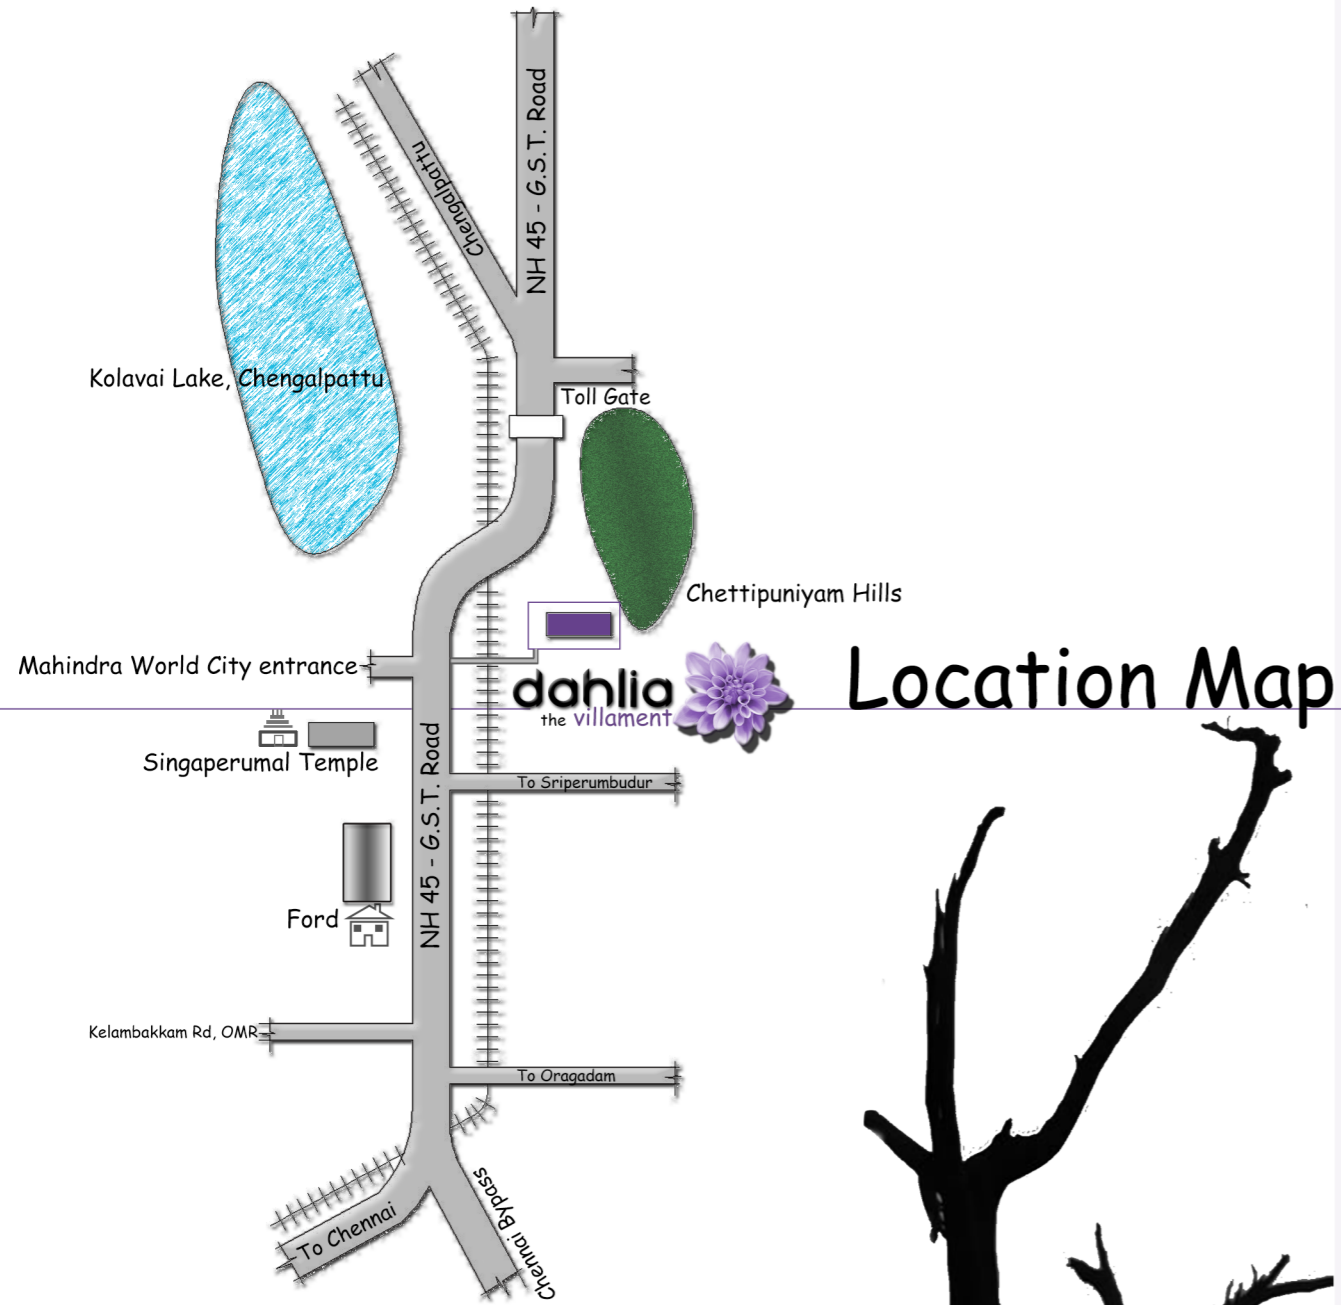 NH 45 - G.S.T. Road
Chengalpattu
Kolavai Lake, Chengalpattu
Toll Gate
Chettipuniyam Hills
Mahindra World City entrance
dahlia
the villament
Location Map
Singaperumal Temple
NH 45 - G.S.T. Road
To Sriperumbudur
Ford
Kelambakkam Rd, OMR
To Oragadam
To Chennai
Chennai Bypass